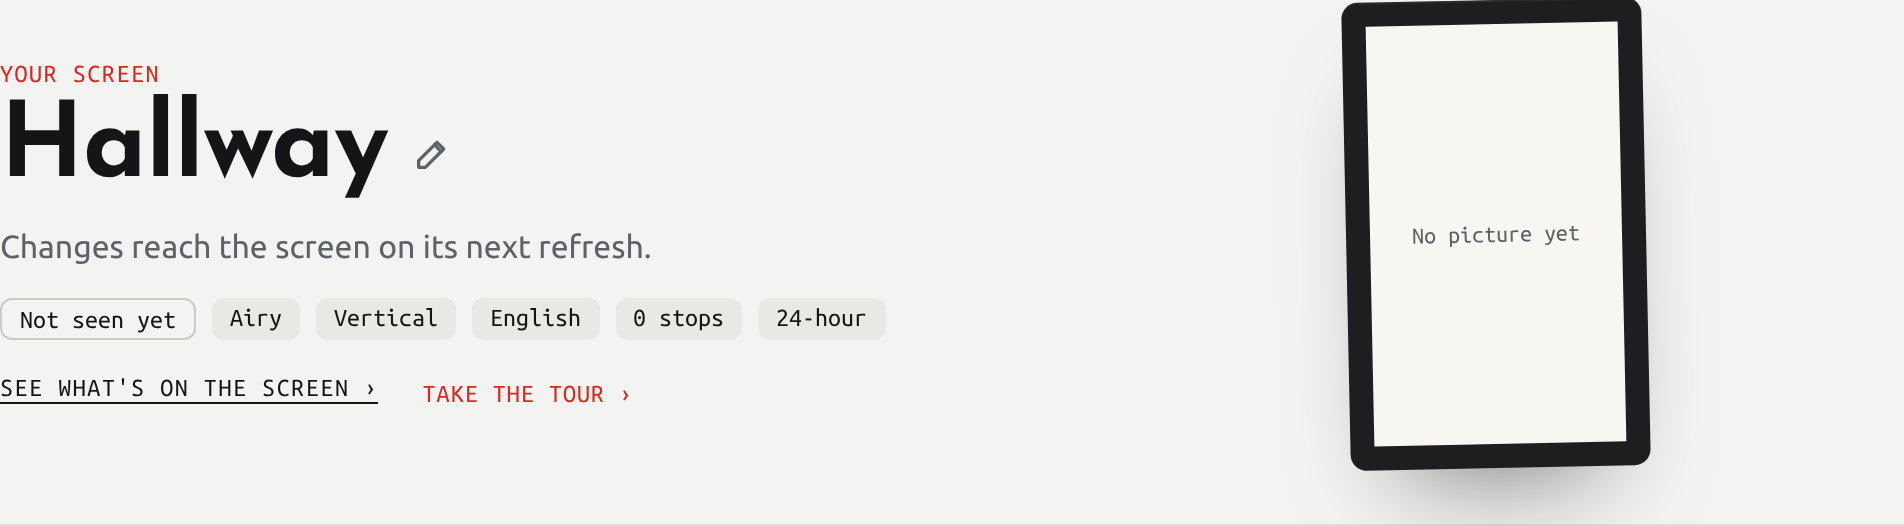 YOUR SCREEN
Hallway
Changes reach the screen on its next refresh.
Not seen yet Airy Vertical English 0 stops 24-hour
SEE WHAT'S ON THE SCREEN › TAKE THE TOUR ›
No picture yet